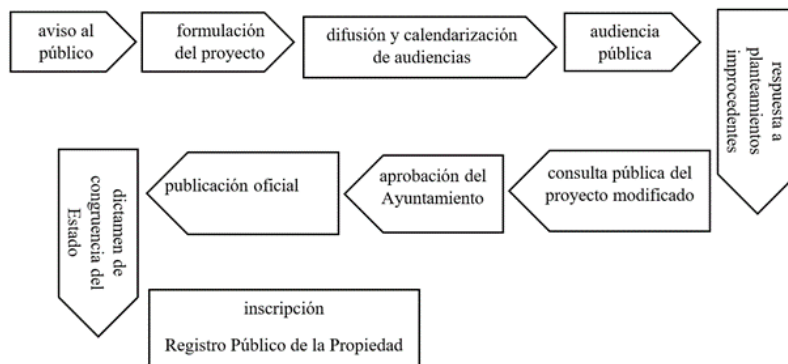 aviso al
público
formulación
del proyecto
difusión y calendarización
de audiencias
audiencia
pública
respuesta a
planteamientos
improcedentes
consulta pública del
proyecto modificado
aprobación del
Ayuntamiento
publicación oficial
dictamen de
congruencia del
Estado
inscripción
Registro Público de la Propiedad